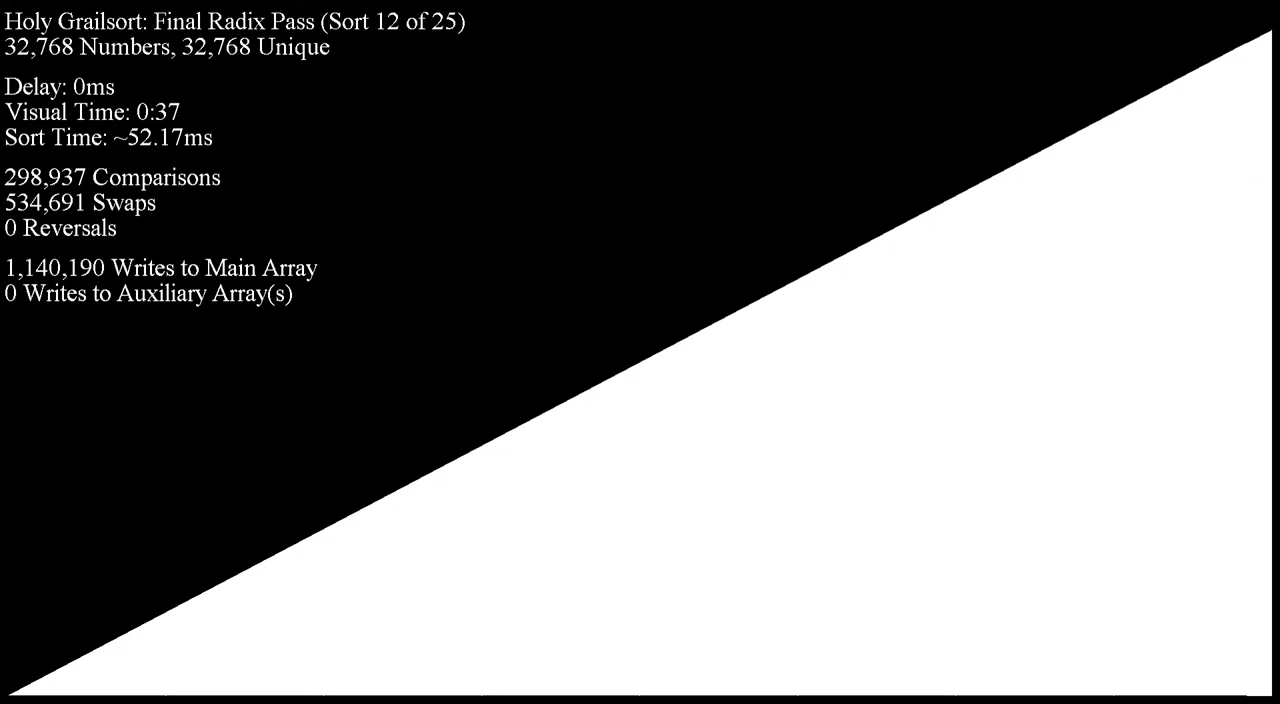 Holy Grailsort: Final Radix Pass (Sort 12 of 25)
32,768 Numbers, 32,768 Unique
Delay: 0ms
Visual Time: 0:37
Sort Time: ~52.17ms
298,937 Comparisons
534,691 Swaps
0 Reversals
1,140,190 Writes to Main Array
0 Writes to Auxiliary Array(s)